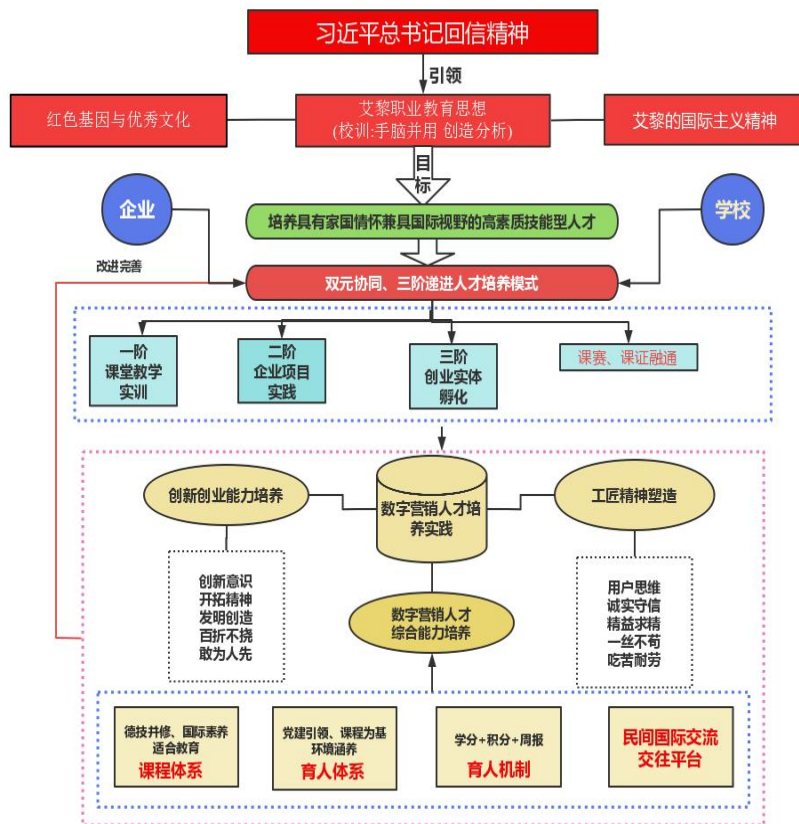 习近平总书记回信精神
引领
红色基因与优秀文化
艾黎职业教育思想
(校训:手脑并用 创造分析)
艾黎的国际主义精神
目
标
企业
学校
培养具有家国情怀兼具国际视野的高素质技能型人才
改进完善
双元协同、三阶递进人才培养模式
一阶
课堂教学
实训
二阶
企业项目
实践
三阶
创业实体
孵化
课赛、课证融通
创新创业能力培养
数字营销人才培
养实践
工匠精神塑造
创新意识
开拓精神
发明创造
百折不挠
敢为人先
数字营销人才
综合能力培养
用户思维
诚实守信
精益求精
一丝不苟
吃苦耐劳
德技并修、国际素养
适合教育
课程体系
党建引领、课程为基
环境涵养
育人体系
学分+积分+周报
育人机制
民间国际交流
交往平台